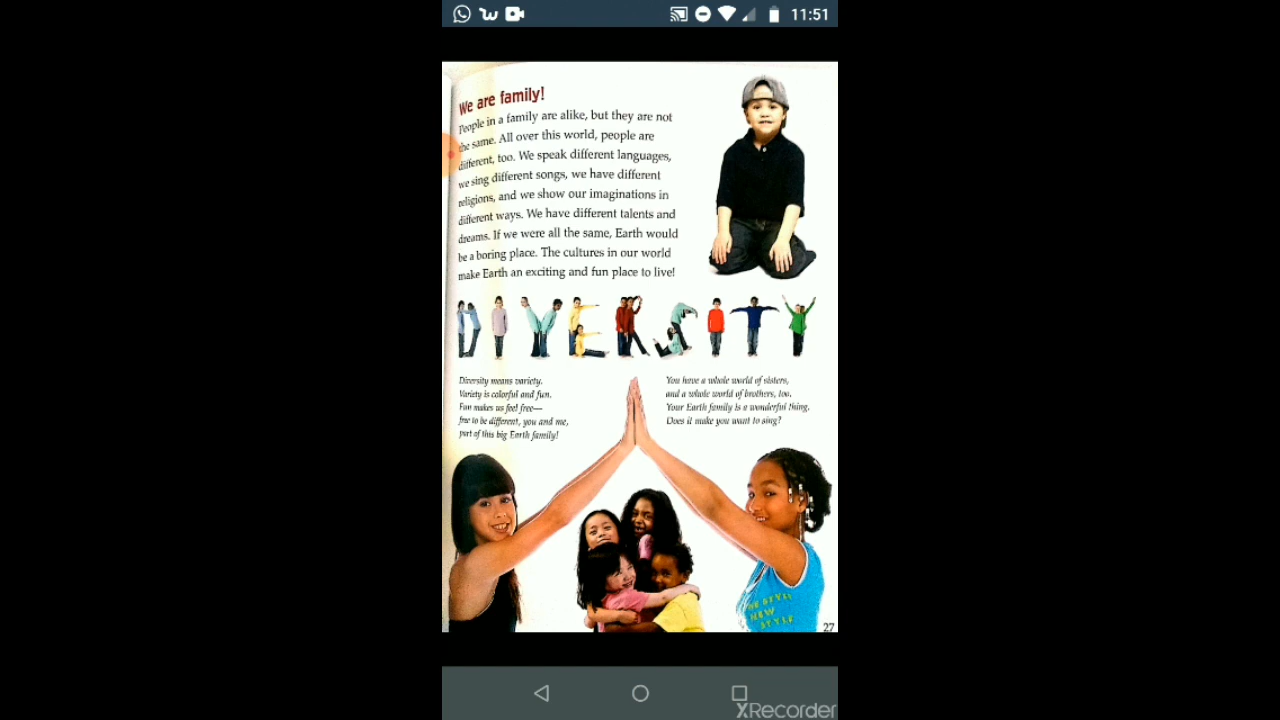 11:51
We are family!
People in a family are alike, but they are not
the same. All over this world, people are
different, too. We speak different languages,
we sing different songs, we have different
religions, and we show our imaginations in
different ways. We have different talents and
dreams. If we were all the same, Earth would
be a boring place. The cultures in our world
make Earth an exciting and fun place to live!
DIVERSITY
Diversity means variety.
Variety is colorful and fun.
Fun makes us feel free—
free to be different, you and me,
part of this big Earth family!
You have a whole world of sisters,
and a whole world of brothers, too.
Your Earth family is a wonderful thing.
Does it make you want to sing?
NEW
STYLE
27
XRecorder